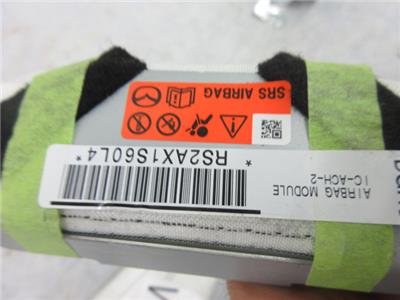 AIRBAG MODULE
IC-ACH-2
*RS2AX1S60L4*
SRS AIRBAG